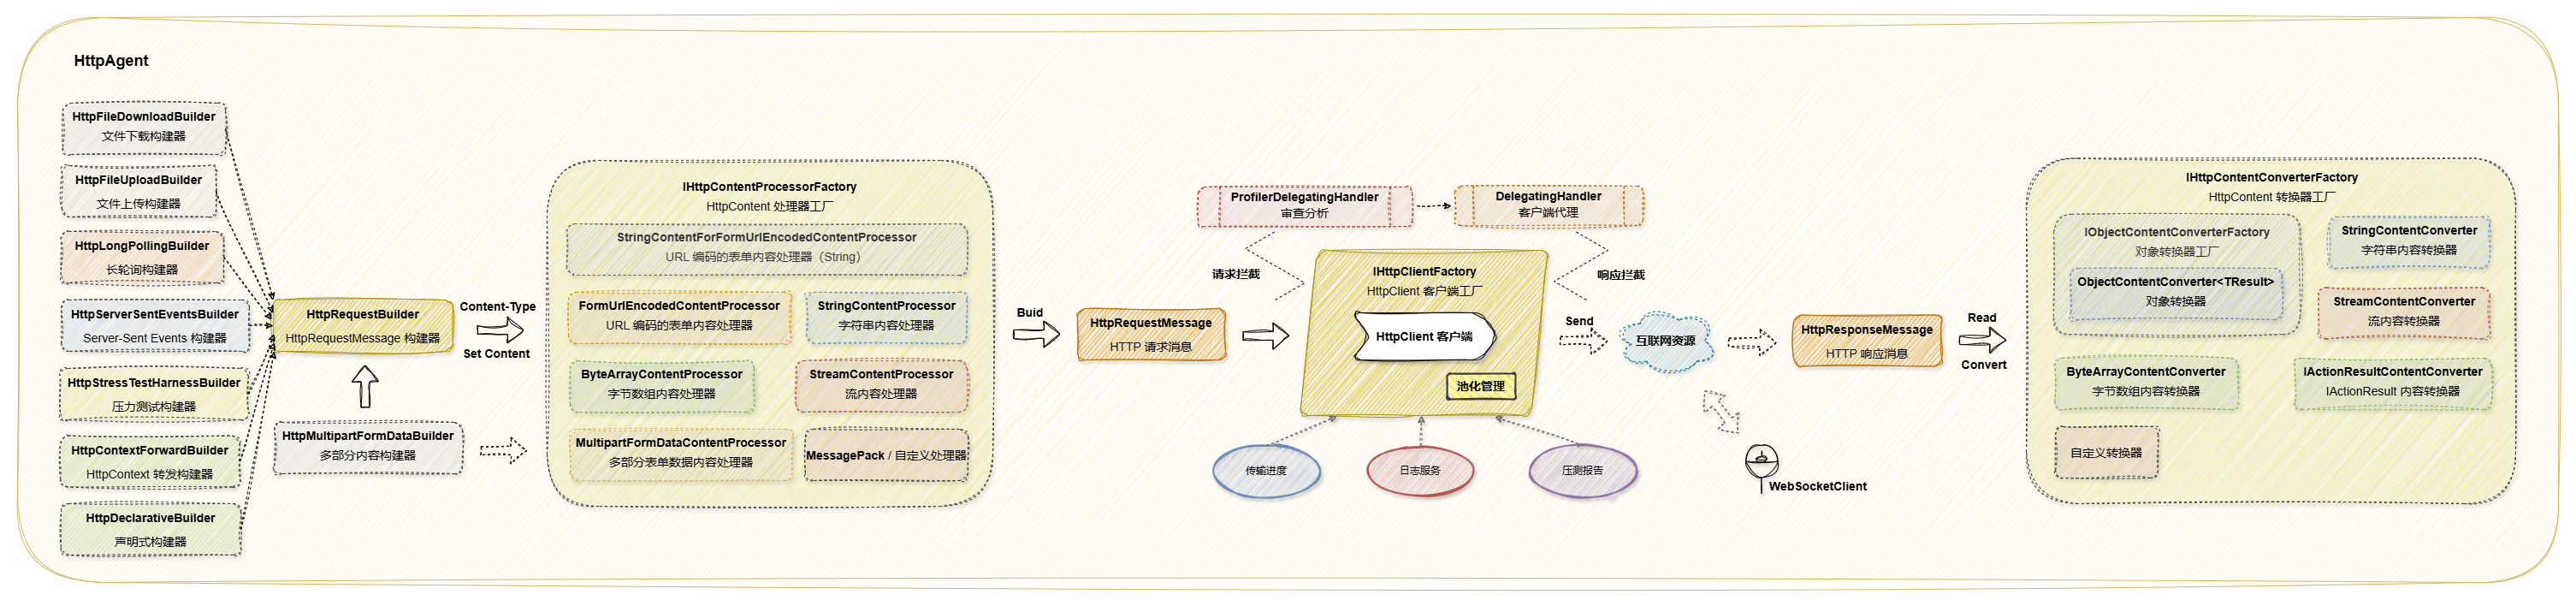 HttpAgent
HttpFileDownloadBuilder
文件下载构建器
HttpFileUploadBuilder
文件上传构建器
HttpLongPollingBuilder
长轮询构建器
HttpServerSentEventsBuilder
Server-Sent Events 构建器
HttpStressTestHarnessBuilder
压力测试构建器
HttpContextForwardBuilder
HttpContext 转发构建器
HttpDeclarativeBuilder
声明式构建器
HttpRequestBuilder
HttpRequestMessage 构建器
HttpMultipartFormDataBuilder
多部分内容构建器
Content-Type
Set Content
IHttpContentProcessorFactory
HttpContent 处理器工厂
StringContentForFormUrlEncodedContentProcessor
URL 编码的表单内容处理器（String）
FormUrlEncodedContentProcessor
URL 编码的表单内容处理器
StringContentProcessor
字符串内容处理器
ByteArrayContentProcessor
字节数组内容处理器
StreamContentProcessor
流内容处理器
MultipartFormDataContentProcessor
多部分表单数据内容处理器
MessagePack / 自定义处理器
Buid
HttpRequestMessage
HTTP 请求消息
ProfilerDelegatingHandler
审查分析
DelegatingHandler
客户端代理
请求拦截
响应拦截
IHttpClientFactory
HttpClient 客户端工厂
HttpClient 客户端
池化管理
传输进度
日志服务
压测报告
Send
互联网资源
WebSocketClient
HttpResponseMessage
HTTP 响应消息
Read
Convert
IHttpContentConverterFactory
HttpContent 转换器工厂
IObjectContentConverterFactory
对象转换器工厂
ObjectContentConverter<TResult>
对象转换器
StringContentConverter
字符串内容转换器
StreamContentConverter
流内容转换器
ByteArrayContentConverter
字节数组内容转换器
IActionResultContentConverter
IActionResult 内容转换器
自定义转换器